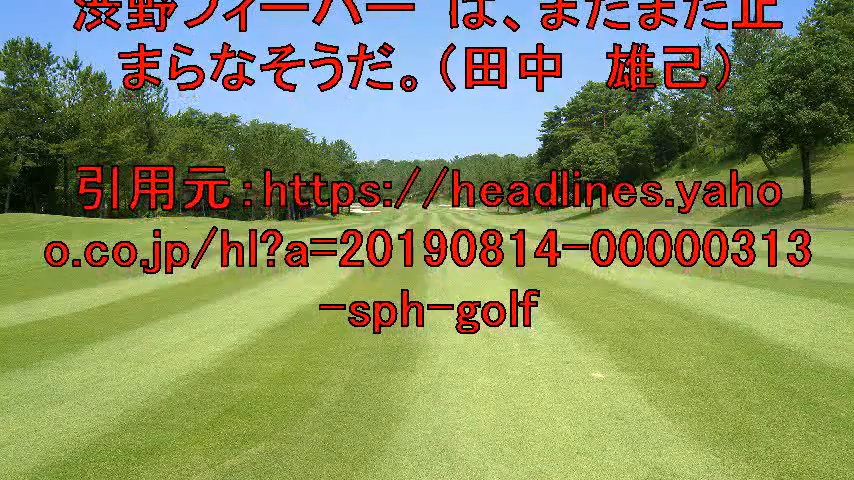 渋野フィーバー　は、まだまだ止
まらなそうだ。（田中　雄己）
引用元：https://headlines.yaho
o.co.jp/hl?a=20190814-00000313
-sph-golf